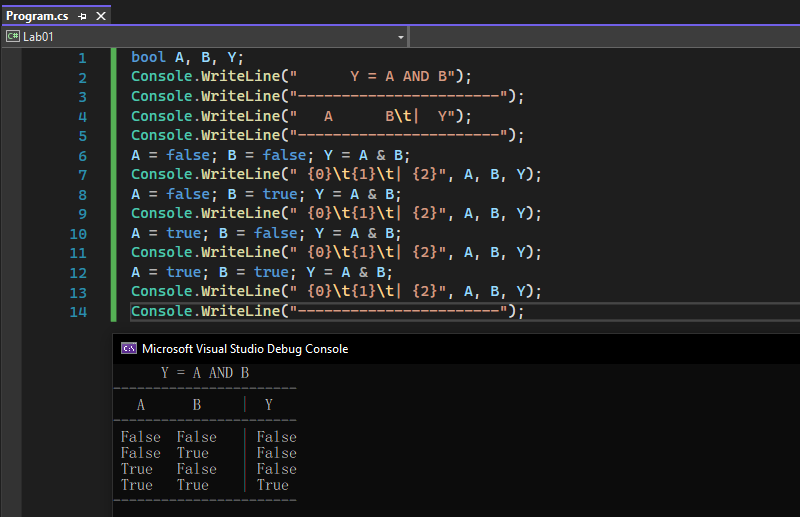 Program.cs
C# Lab01
1 bool A, B, Y;
2 Console.WriteLine("      Y = A AND B");
3 Console.WriteLine("-----------------------");
4 Console.WriteLine("   A      B\t|  Y");
5 Console.WriteLine("-----------------------");
6 A = false; B = false; Y = A & B;
7 Console.WriteLine(" {0}\t{1}\t| {2}", A, B, Y);
8 A = false; B = true; Y = A & B;
9 Console.WriteLine(" {0}\t{1}\t| {2}", A, B, Y);
10 A = true; B = false; Y = A & B;
11 Console.WriteLine(" {0}\t{1}\t| {2}", A, B, Y);
12 A = true; B = true; Y = A & B;
13 Console.WriteLine(" {0}\t{1}\t| {2}", A, B, Y);
14 Console.WriteLine("-----------------------");
C:\ Microsoft Visual Studio Debug Console
      Y = A AND B
-----------------------
   A      B     |  Y
-----------------------
 False  False   | False
 False  True    | False
 True   False   | False
 True   True    | True
-----------------------